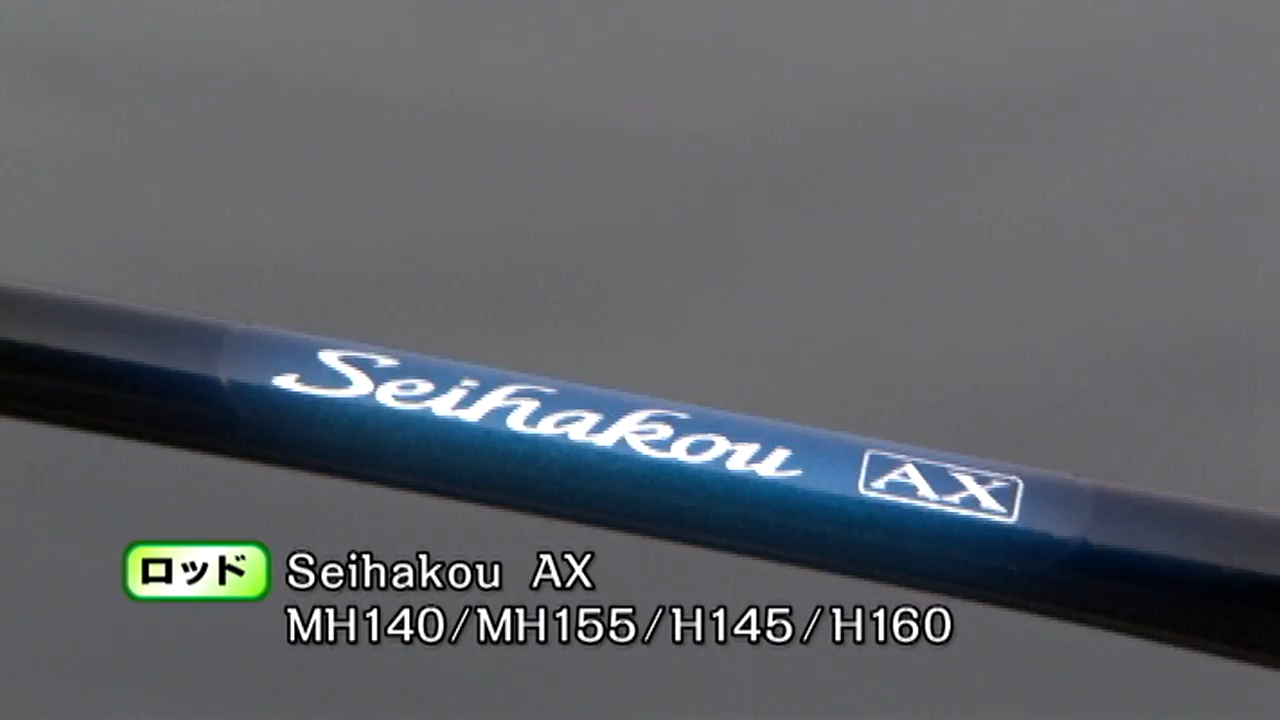 Seihakou AX
ロッド Seihakou AX
MH140/MH155/H145/H160